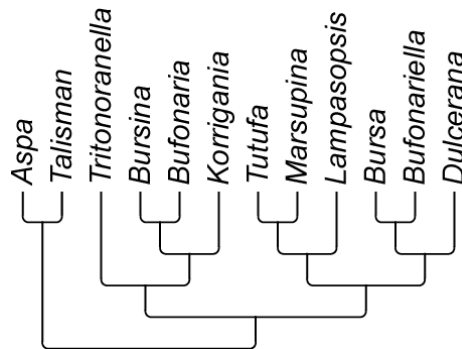 Aspa
Talisman
Tritonoranella
Bursina
Bufonaria
Korrigania
Tutufa
Marsupina
Lampasopsis
Bursa
Bufonariella
Dulcerana